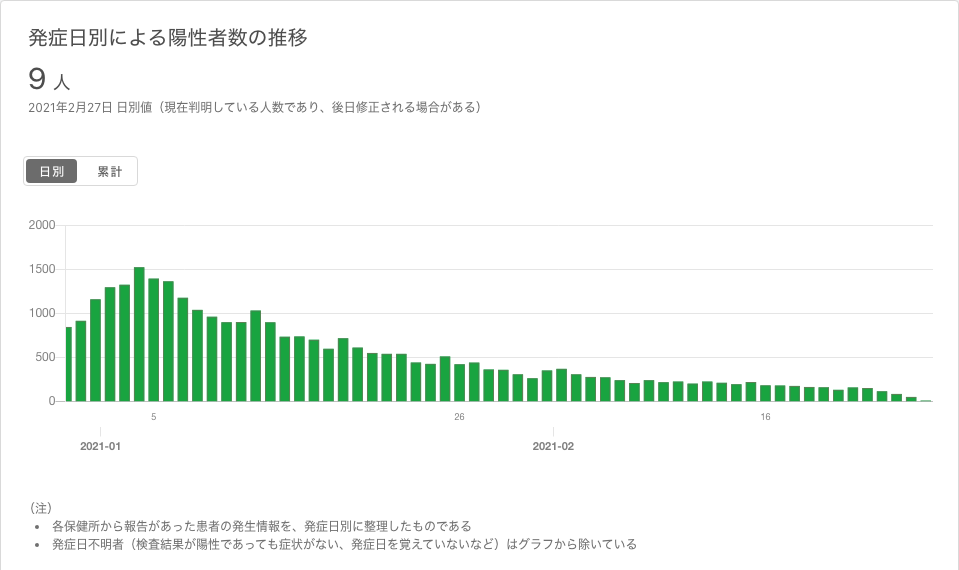 発症日別による陽性者数の推移
9 人
2021年2月27日 日別値（現在判明している人数であり、後日修正される場合がある）
日別 累計
2000
1500
1000
500
0
5 26 16
2021-01 2021-02
（注）
• 各保健所から報告があった患者の発生情報を、発症日別に整理したものである
• 発症日不明者（検査結果が陽性であっても症状がない、発症日を覚えていないなど）はグラフから除いている